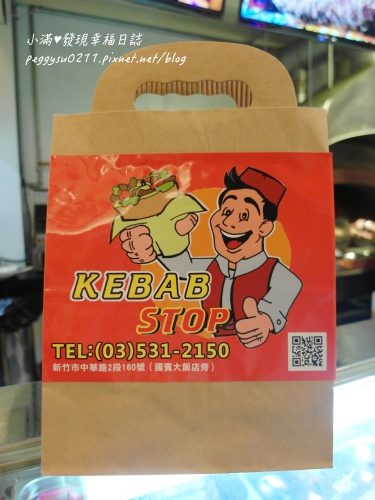 小滿♥發現幸福日誌
peggysu0211.pixnet.net/blog
KEBAB
STOP
TEL:(03)531-2150
新竹市中華路2段160號(國賓大飯店旁)